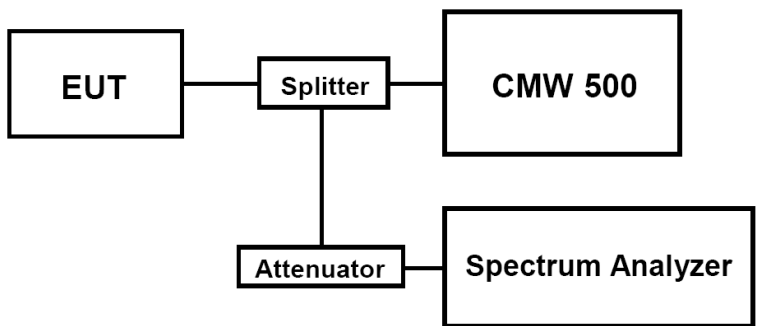 EUT
Splitter
CMW 500
Attenuator
Spectrum Analyzer